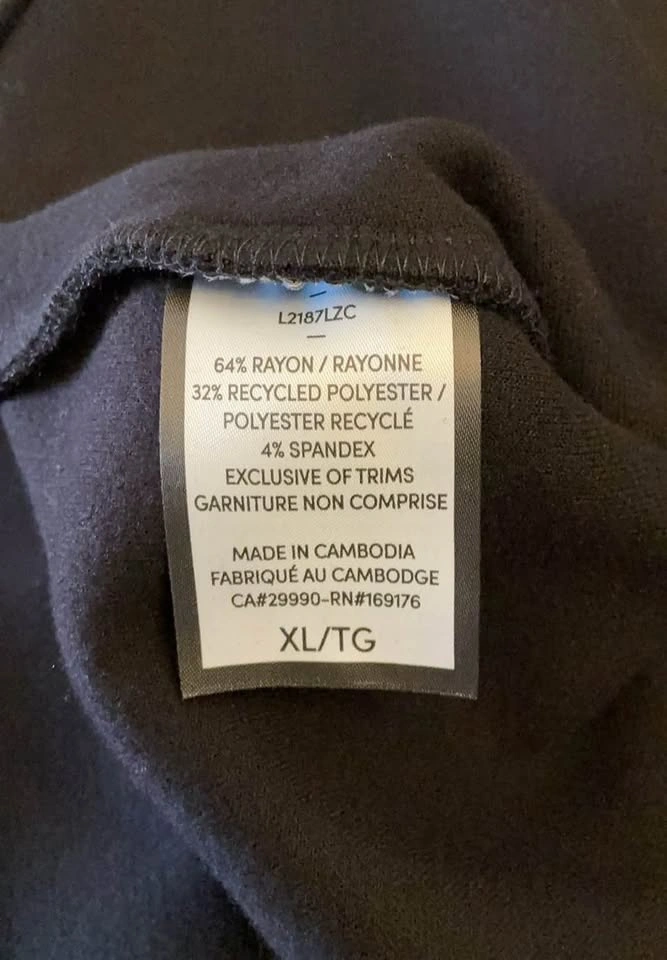 L2187LZC
64% RAYON / RAYONNE
32% RECYCLED POLYESTER /
POLYESTER RECYCLÉ
4% SPANDEX
EXCLUSIVE OF TRIMS
GARNITURE NON COMPRISE
MADE IN CAMBODIA
FABRIQUÉ AU CAMBODGE
CA#29990-RN#169176
XL/TG